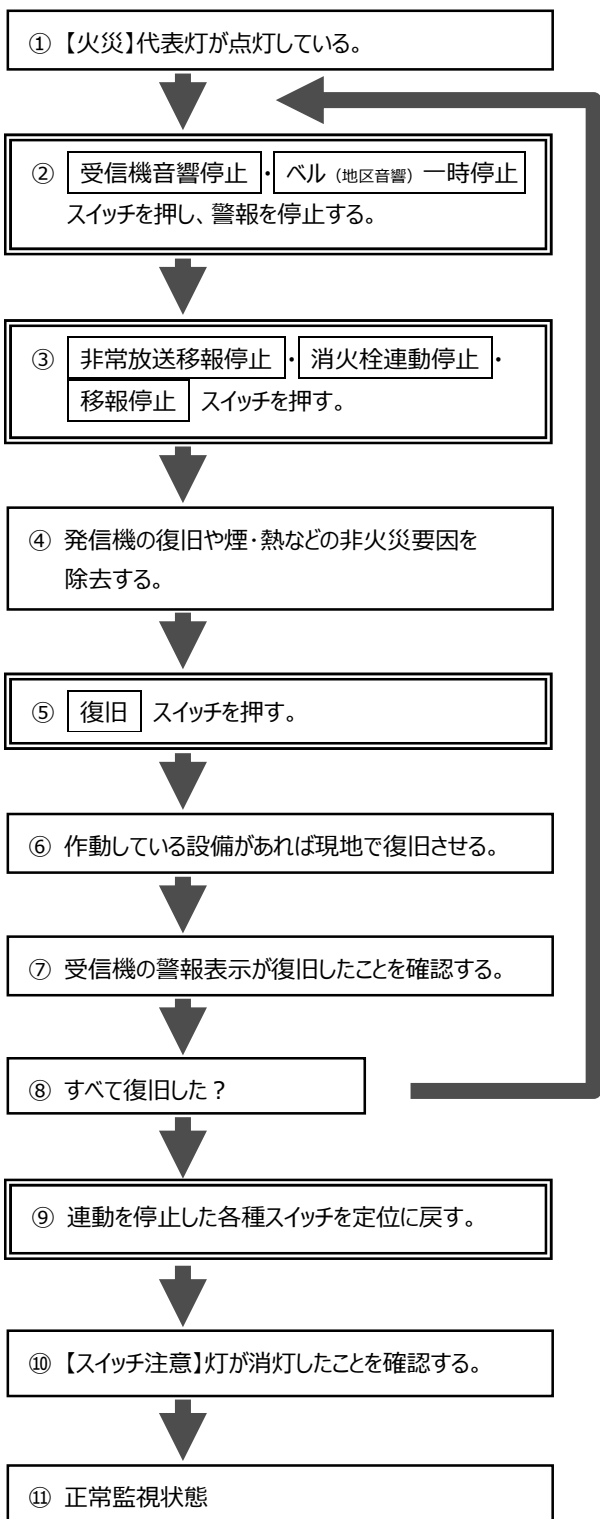 ① 【火災】代表灯が点灯している。
② 受信機音響停止・ベル（地区音響）一時停止
スイッチを押し、警報を停止する。
③ 非常放送移報停止・消火栓連動停止・
移報停止 スイッチを押す。
④ 発信機の復旧や煙・熱などの非火災要因を
除去する。
⑤ 復旧 スイッチを押す。
⑥ 作動している設備があれば現地で復旧させる。
⑦ 受信機の警報表示が復旧したことを確認する。
⑧ すべて復旧した？
⑨ 連動を停止した各種スイッチを定位に戻す。
⑩ 【スイッチ注意】灯が消灯したことを確認する。
⑪ 正常監視状態